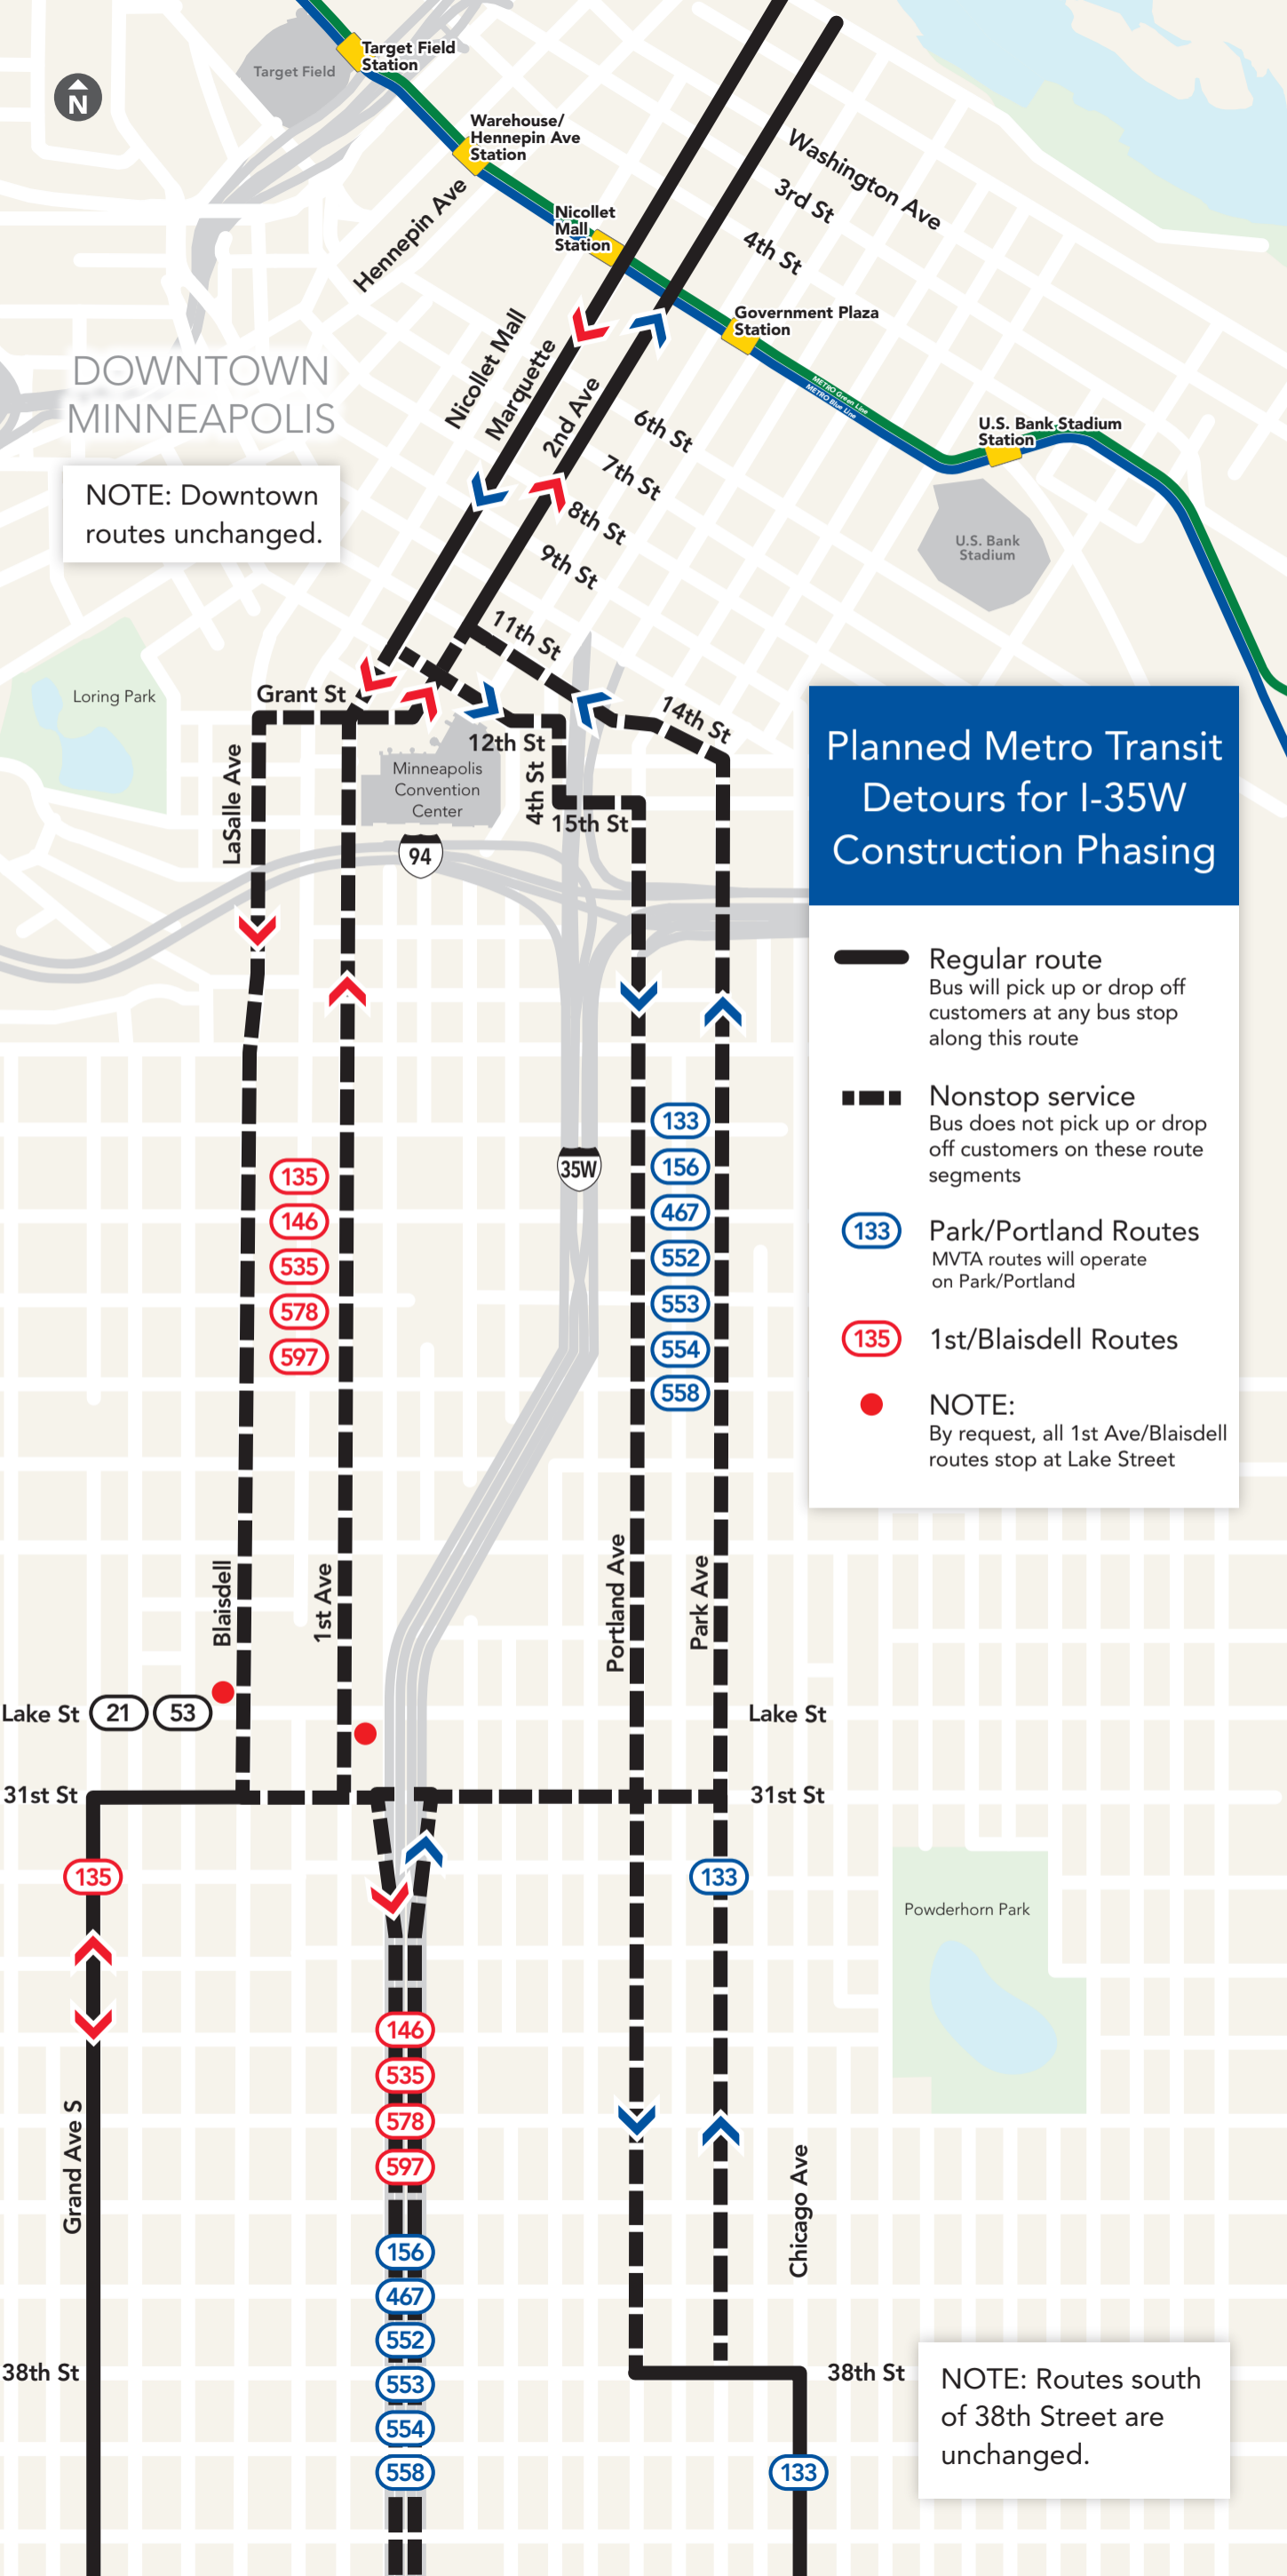 Target Field
Station
Target Field
N
Warehouse/
Hennepin Ave
Station
Washington Ave
3rd St
Hennepin Ave
Nicollet
Mall
Station
4th St
Government Plaza
Station
Nicollet Mall
Marquette
2nd Ave
METRO Green Line
METRO Blue Line
DOWNTOWN
MINNEAPOLIS
6th St
U.S. Bank Stadium
Station
7th St
NOTE: Downtown
routes unchanged.
8th St
U.S. Bank
Stadium
9th St
11th St
Loring Park
Grant St
14th St
12th St
LaSalle Ave
Minneapolis
Convention
Center
4th St
15th St
94
Planned Metro Transit
Detours for I-35W
Construction Phasing
Regular route
Bus will pick up or drop off
customers at any bus stop
along this route
Nonstop service
Bus does not pick up or drop
off customers on these route
segments
133
Park/Portland Routes
MVTA routes will operate
on Park/Portland
135
1st/Blaisdell Routes
NOTE:
By request, all 1st Ave/Blaisdell
routes stop at Lake Street
35W
135
146
535
578
597
133
156
467
552
553
554
558
Blaisdell
1st Ave
Portland Ave
Park Ave
Lake St
21
53
Lake St
31st St
31st St
135
133
Powderhorn Park
146
535
578
597
Grand Ave S
Chicago Ave
156
467
552
553
554
558
38th St
38th St
133
NOTE: Routes south
of 38th Street are
unchanged.